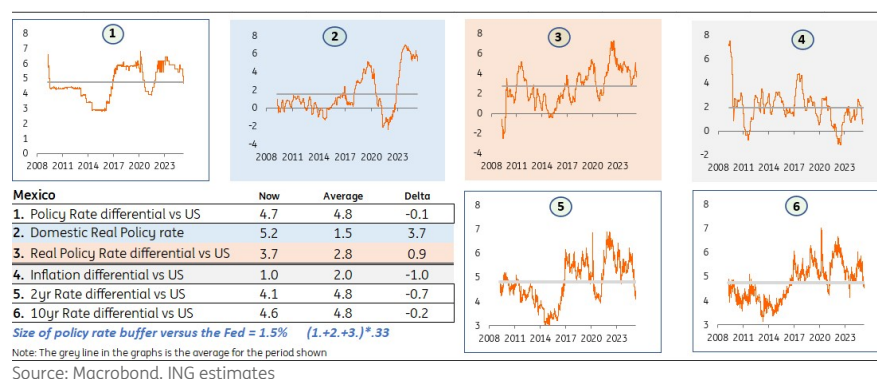 1
8
7
6
5
4
3
2
1
0
2008 2011 2014 2017 2020 2023
2
8
6
4
2
0
-2
-4
2008 2011 2014 2017 2020 2023
3
8
6
4
2
0
-2
-4
2008 2011 2014 2017 2020 2023
4
8
6
4
2
0
-2
2008 2011 2014 2017 2020 2023
Mexico Now Average Delta
1. Policy Rate differential vs US 4.7 4.8 -0.1
2. Domestic Real Policy rate 5.2 1.5 3.7
3. Real Policy Rate differential vs US 3.7 2.8 0.9
4. Inflation differential vs US 1.0 2.0 -1.0
5. 2yr Rate differential vs US 4.1 4.8 -0.7
6. 10yr Rate differential vs US 4.6 4.8 -0.2
Size of policy rate buffer versus the Fed = 1.5% (1.+2.+3.)*.33
Note: The grey line in the graphs is the average for the period shown
5
8
7
6
5
4
3
2008 2011 2014 2017 2020 2023
6
8
7
6
5
4
3
2008 2011 2014 2017 2020 2023
Source: Macrobond, ING estimates